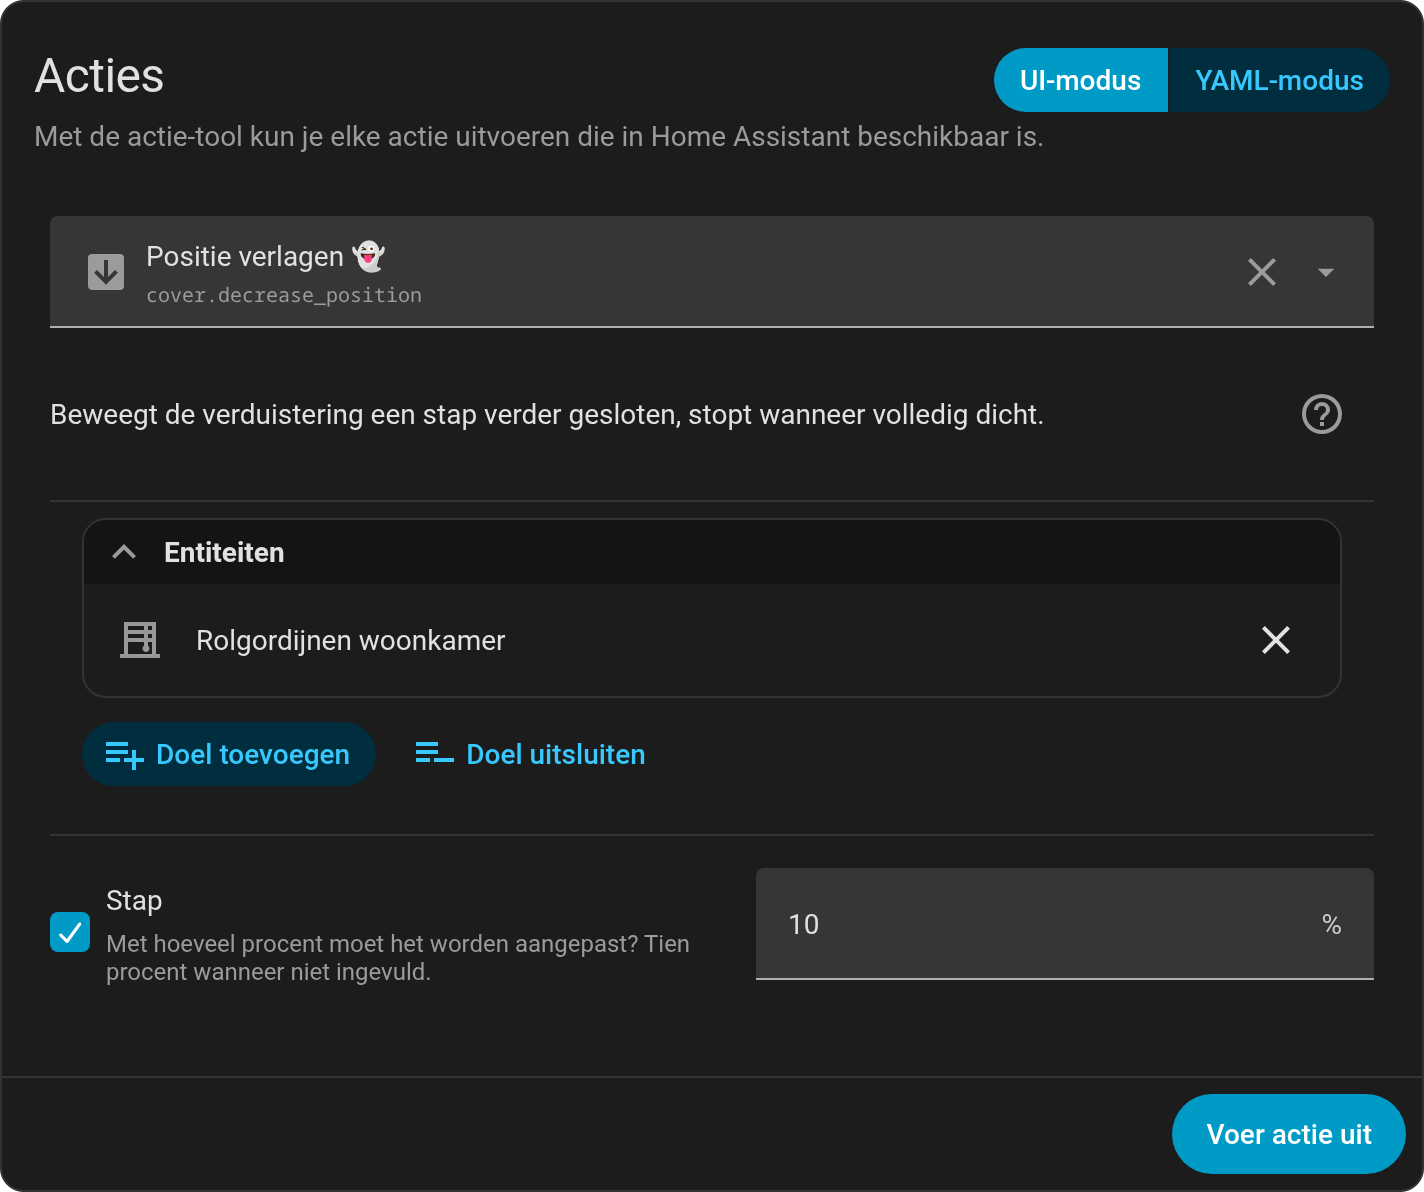 Acties
UI-modus
YAML-modus
Met de actie-tool kun je elke actie uitvoeren die in Home Assistant beschikbaar is.
Positie verlagen 👻
cover.decrease_position
Beweegt de verduistering een stap verder gesloten, stopt wanneer volledig dicht.
Entiteiten
Rolgordijnen woonkamer
Doel toevoegen
Doel uitsluiten
Stap
Met hoeveel procent moet het worden aangepast? Tien
procent wanneer niet ingevuld.
10 %
Voer actie uit